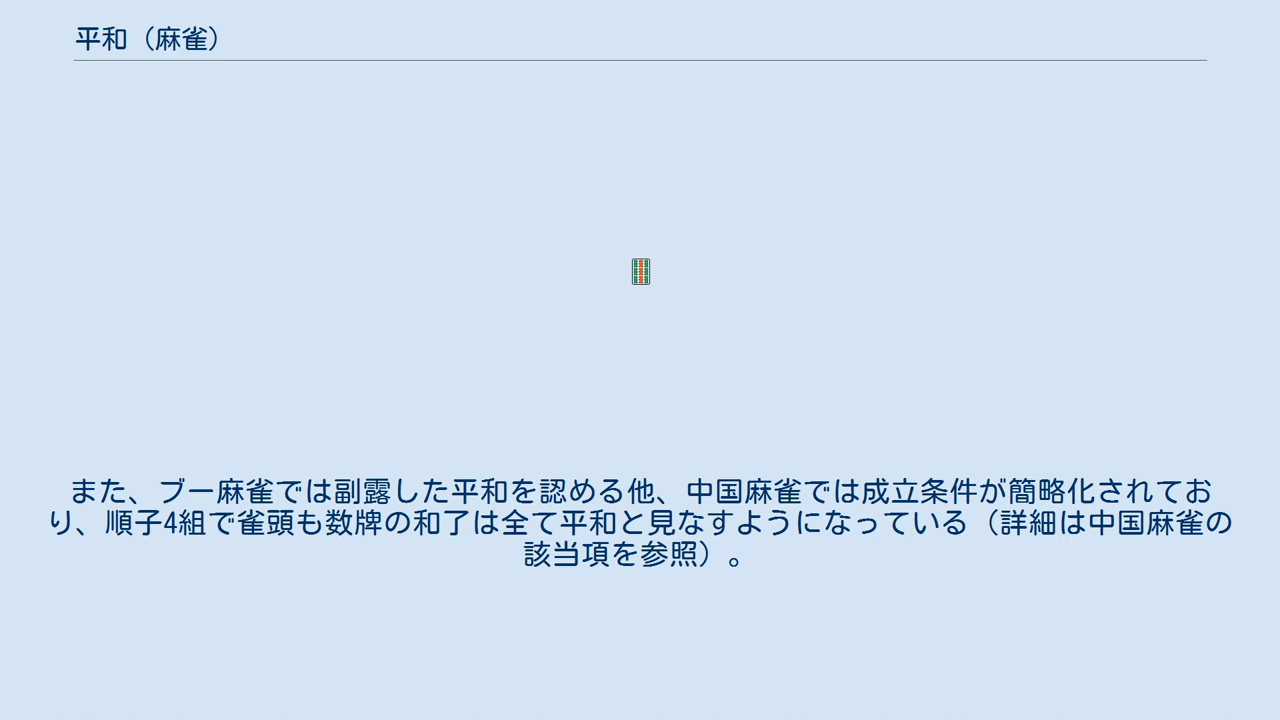 平和（麻雀）
また、ブー麻雀では副露した平和を認める他、中国麻雀では成立条件が簡略化されてお
り、順子4組で雀頭も数牌の和了は全て平和と見なすようになっている（詳細は中国麻雀の
該当項を参照）。